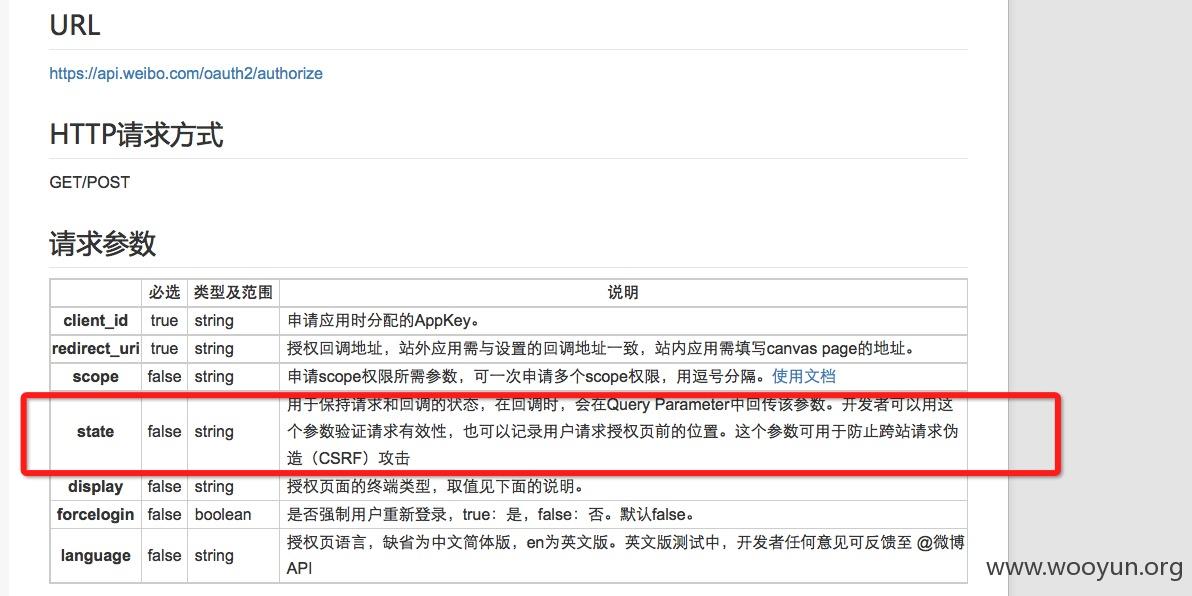 URL
https://api.weibo.com/oauth2/authorize
HTTP请求方式
GET/POST
请求参数
必选 类型及范围 说明
client_id true string 申请应用时分配的AppKey。
redirect_uri true string 授权回调地址，站外应用需与设置的回调地址一致，站内应用需填写canvas page的地址。
scope false string 申请scope权限所需参数，可一次申请多个scope权限，用逗号分隔。使用文档
用于保持请求和回调的状态，在回调时，会在Query Parameter中回传该参数。开发者可以用这
state false string 个参数验证请求有效性，也可以记录用户请求授权页前的位置。这个参数可用于防止跨站请求伪
造（CSRF）攻击
display false string 授权页面的终端类型，取值见下面的说明。
forcelogin false boolean 是否强制用户重新登录，true：是，false：否。默认false。
language false string 授权页语言，缺省为中文简体版，en为英文版。英文版测试中，开发者任何意见可反馈至 @微博
API
www.wooyun.org